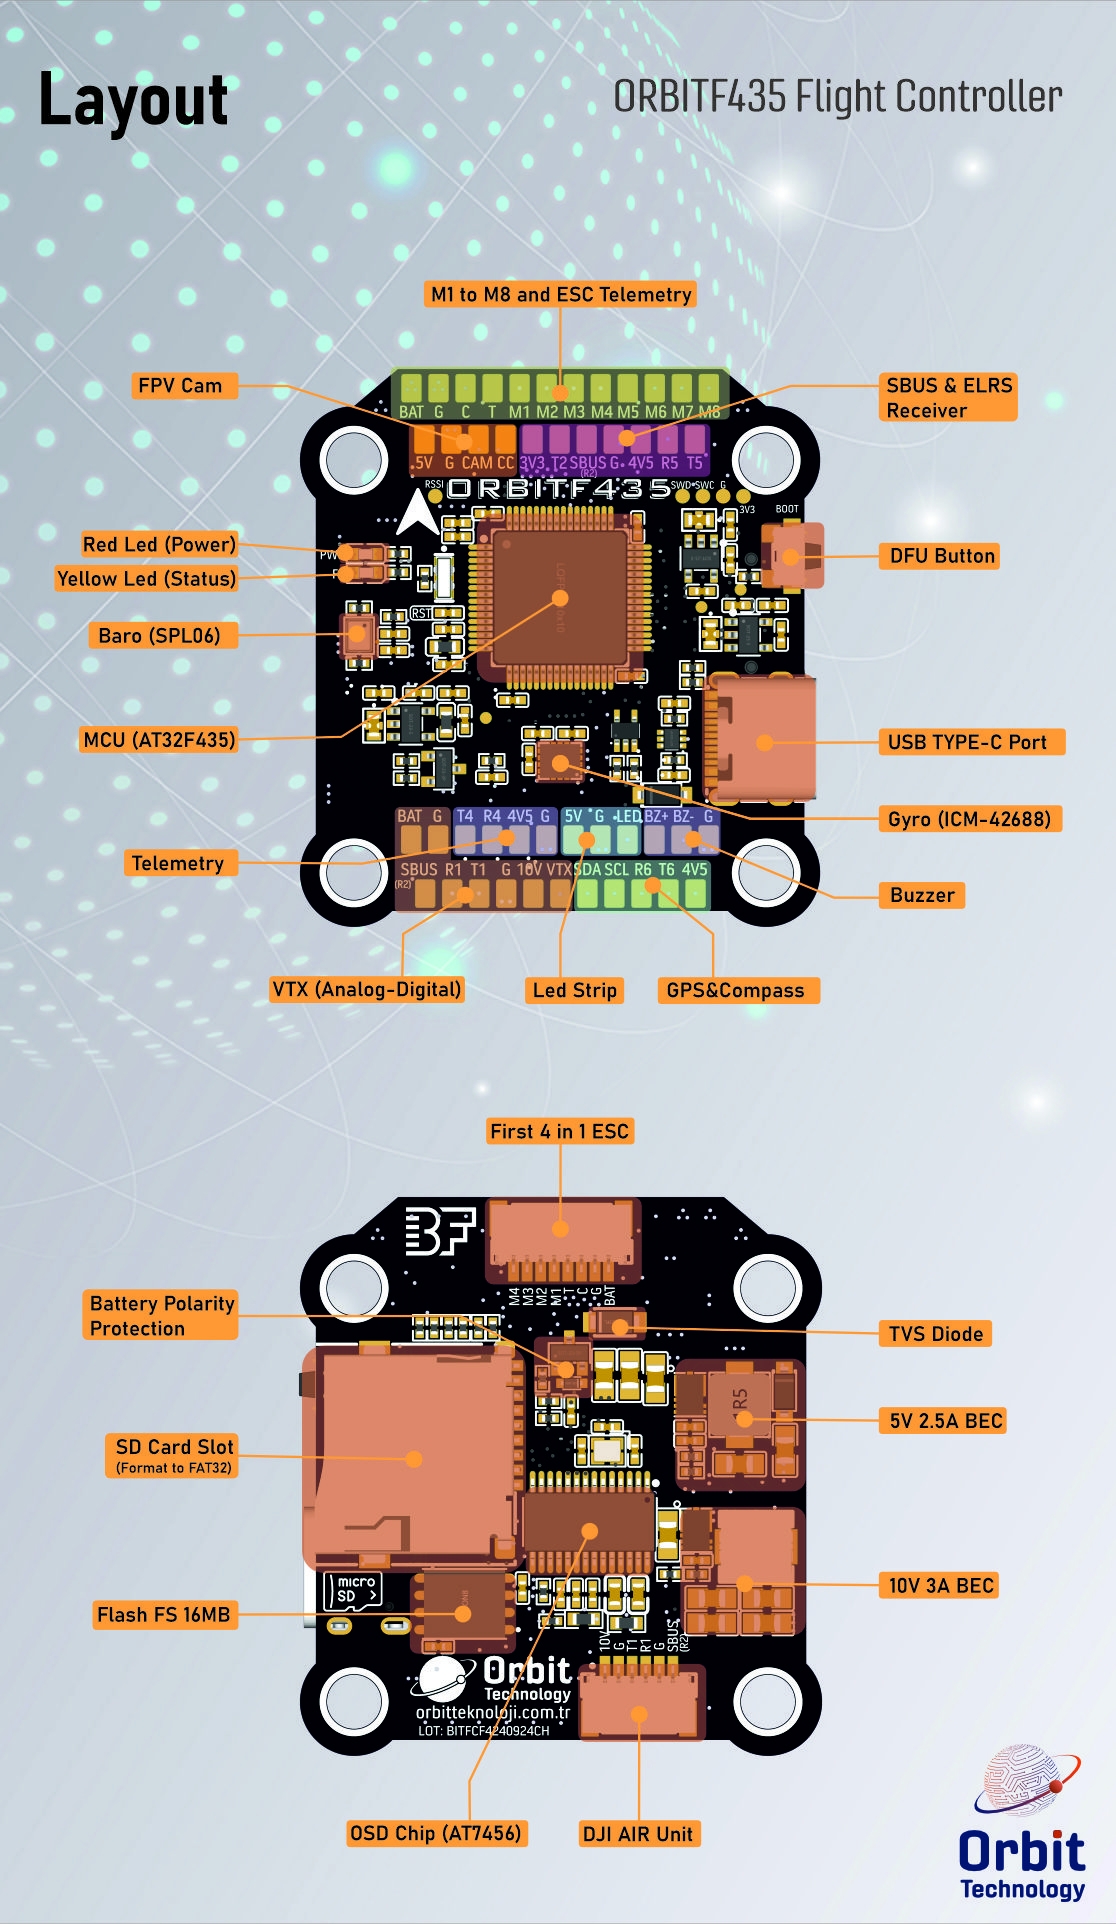 Layout
ORBITF435 Flight Controller
M1 to M8 and ESC Telemetry
FPV Cam
SBUS & ELRS
Receiver
BAT G C T M1 M2 M3 M4 M5 M6 M7 M8
5V G CAM CC 3V3 T2 SBUS G 4V5 R5 T5
(R2)
RSSI
ORBITF435
SWD SWC G
3V3
BOOT
Red Led (Power)
PW
Yellow Led (Status)
DFU Button
RST
Baro (SPL06)
MCU (AT32F435)
USB TYPE-C Port
Gyro (ICM-42688)
BAT G T4 R4 4V5 G 5V G LED BZ+ BZ- G
Telemetry
SBUS R1 T1 G 10V VTX SDA SCL R6 T6 4V5
(R2)
Buzzer
VTX (Analog-Digital)
Led Strip
GPS&Compass
First 4 in 1 ESC
BF
M4 M3 M2 M1 T C G BAT
Battery Polarity
Protection
TVS Diode
1R5
5V 2.5A BEC
SD Card Slot
(Format to FAT32)
10V 3A BEC
micro
SD
Flash FS 16MB
10V G T1 R1 G SBUS
(R2)
Orbit
Technology
orbitteknoloji.com.tr
LOT: BITFCF4240924CH
OSD Chip (AT7456)
DJI AIR Unit
Orbit
Technology